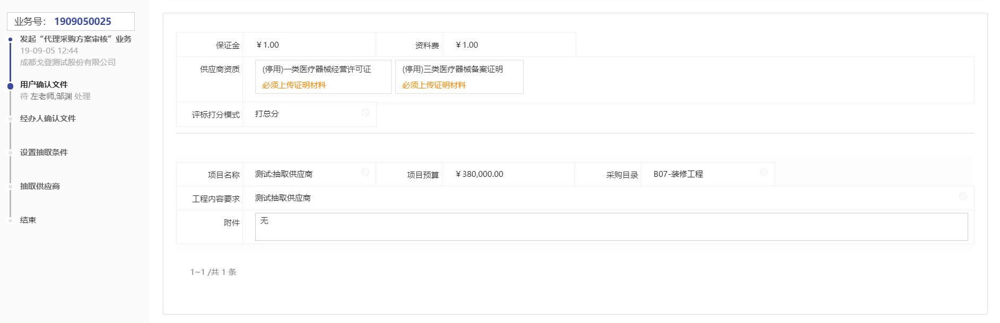 业务号： 1909050025
发起“代理采购方案审核”业务
19-09-05 12:44
成都戈登测试股份有限公司
用户确认文件
待 左老师,邹渊 处理
经办人确认文件
设置抽取条件
抽取供应商
结束
保证金 ￥1.00 资料费 ￥1.00
供应商资质 (停用)一类医疗器械经营许可证 (停用)三类医疗器械备案证明
必须上传证明材料 必须上传证明材料
评标打分模式 打总分
项目名称 测试:抽取供应商 项目预算 ￥380,000.00 采购目录 B07-装修工程
工程内容要求 测试抽取供应商
附件 无
1~1 /共 1 条